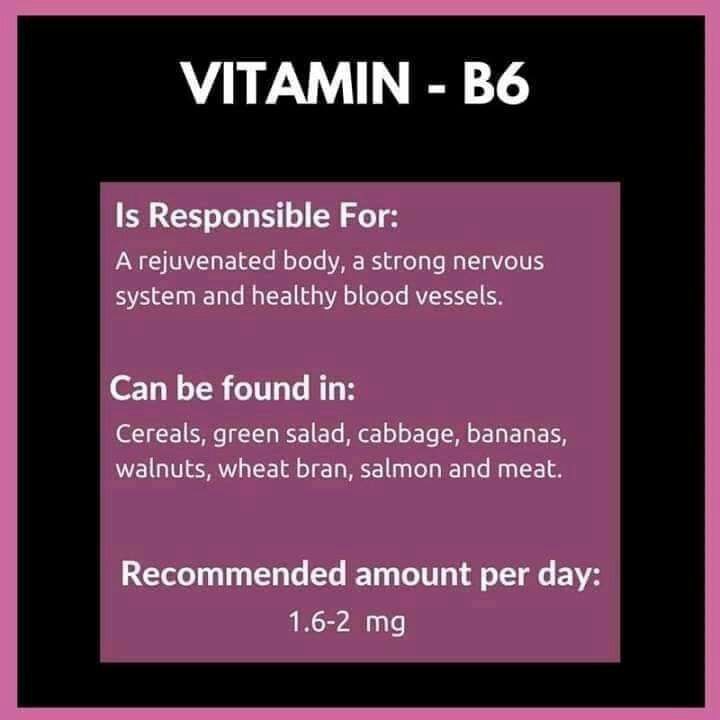 VITAMIN - B6
Is Responsible For:
A rejuvenated body, a strong nervous
system and healthy blood vessels.
Can be found in:
Cereals, green salad, cabbage, bananas,
walnuts, wheat bran, salmon and meat.
Recommended amount per day:
1.6-2 mg